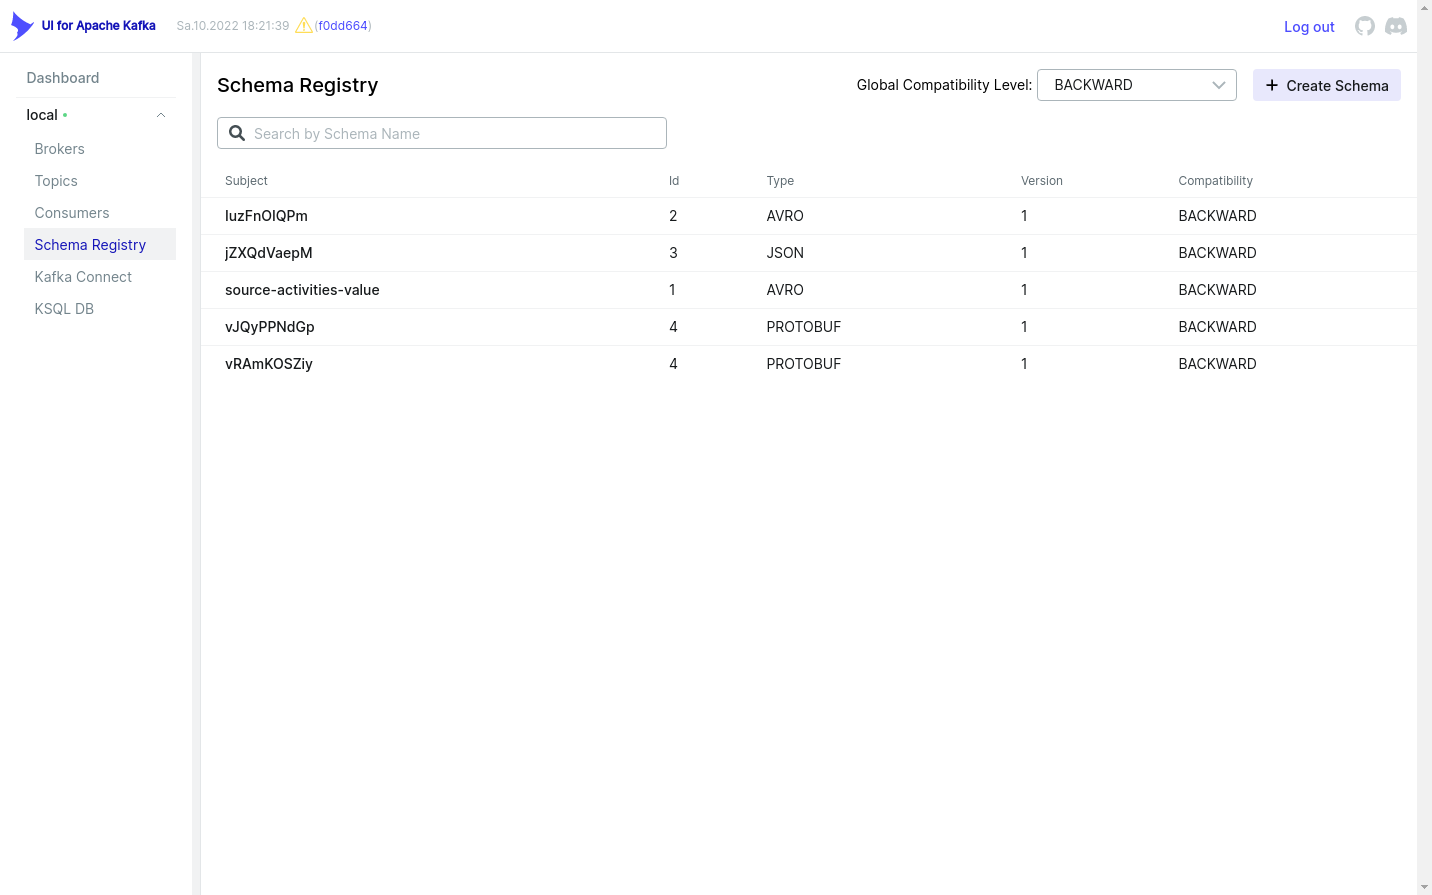 UI for Apache Kafka Sa.10.2022 18:21:39 (f0dd664) Log out
Dashboard
local
Brokers
Topics
Consumers
Schema Registry
Kafka Connect
KSQL DB
Schema Registry Global Compatibility Level: BACKWARD Create Schema
Search by Schema Name
Subject Id Type Version Compatibility
IuzFnOIQPm 2 AVRO 1 BACKWARD
jZXQdVaepM 3 JSON 1 BACKWARD
source-activities-value 1 AVRO 1 BACKWARD
vJQyPPNdGp 4 PROTOBUF 1 BACKWARD
vRAmKOSZiy 4 PROTOBUF 1 BACKWARD